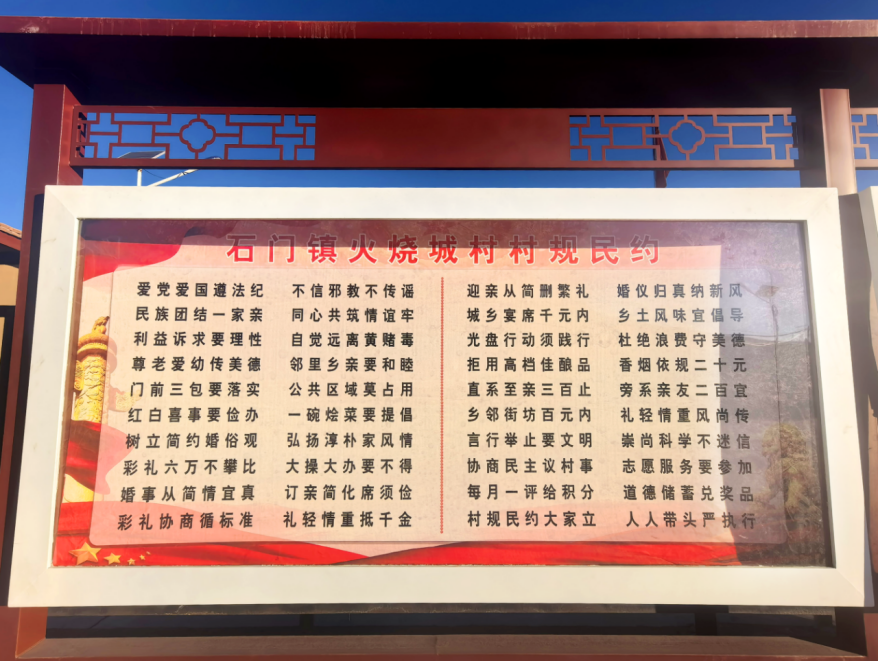 石门镇火烧城村村规民约
爱党爱国遵法纪 不信邪教不传谣
民族团结一家亲 同心共筑情谊牢
利益诉求要理性 自觉远离黄赌毒
尊老爱幼传美德 邻里乡亲要和睦
门前三包要落实 公共区域莫占用
红白喜事要俭办 一碗烩菜要提倡
树立简约婚俗观 弘扬淳朴家风情
彩礼六万不攀比 大操大办要不得
婚事从简情宜真 订亲简化席须俭
彩礼协商循标准 礼轻情重抵千金
迎亲从简删繁礼 婚仪归真纳新风
城乡宴席千元内 乡土风味宜倡导
光盘行动须践行 杜绝浪费守美德
拒用高档佳酿品 香烟依规二十元
直系至亲三百止 旁系亲友二百宜
乡邻街坊百元内 礼轻情重风尚传
言行举止要文明 崇尚科学不迷信
协商民主议村事 志愿服务要参加
每月一评给积分 道德储蓄兑奖品
村规民约大家立 人人带头严执行